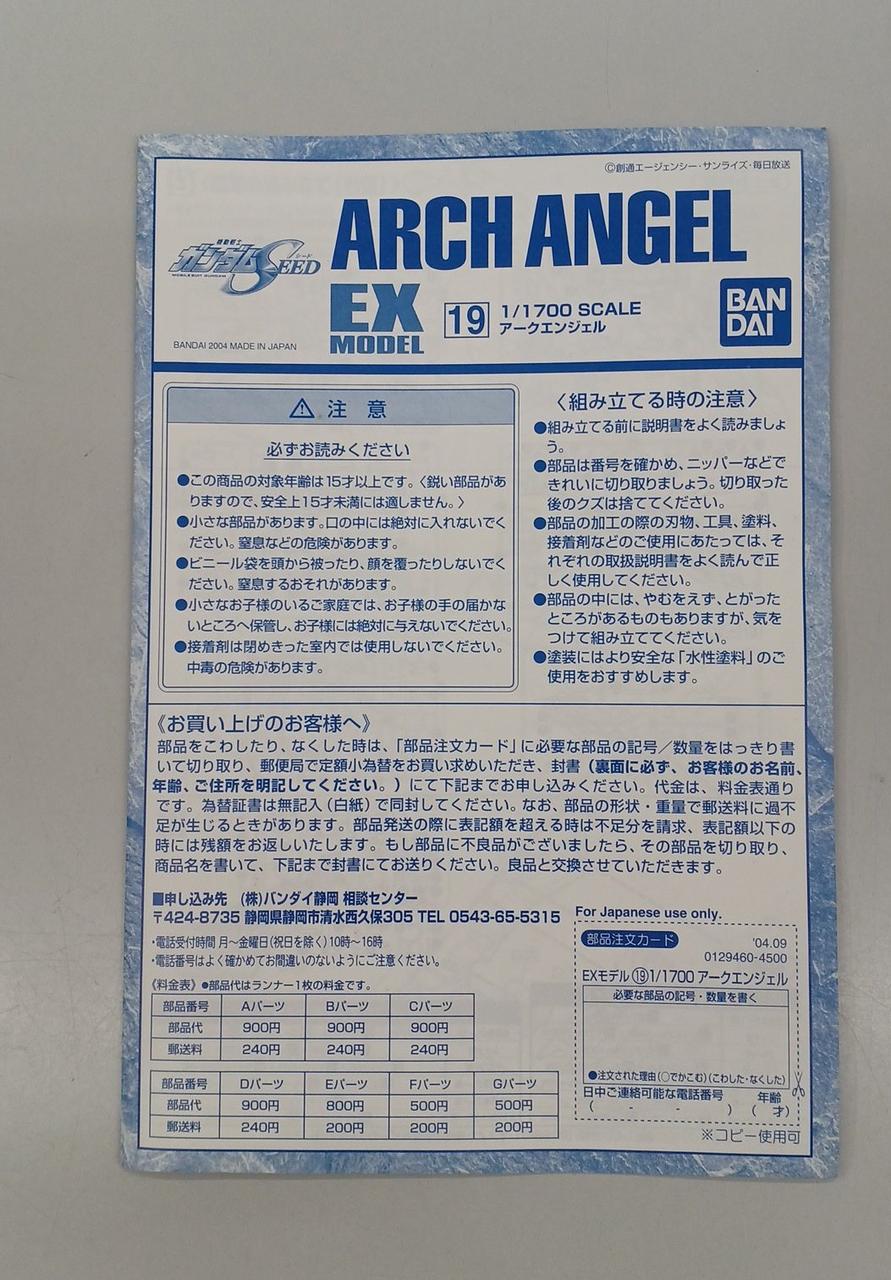 ©創通エージェンシー・サンライズ・毎日放送
機動戦士
ガンダムSEED
シード
MOBILE SUIT GUNDAM
ARCH ANGEL
EX
MODEL
19
1/1700 SCALE
アークエンジェル
BAN
DAI
BANDAI 2004 MADE IN JAPAN
⚠ 注 意
必ずお読みください
●この商品の対象年齢は15才以上です。〈鋭い部品があ
りますので、安全上15才未満には適しません。〉
●小さな部品があります。口の中には絶対に入れないでく
ださい。窒息などの危険があります。
●ビニール袋を頭から被ったり、顔を覆ったりしないでく
ださい。窒息するおそれがあります。
●小さなお子様のいるご家庭では、お子様の手の届かな
いところへ保管し、お子様には絶対に与えないでください。
●接着剤は閉めきった室内では使用しないでください。
中毒の危険があります。
〈組み立てる時の注意〉
●組み立てる前に説明書をよく読みましょ
う。
●部品は番号を確かめ、ニッパーなどで
きれいに切り取りましょう。切り取った
後のクズは捨ててください。
●部品の加工の際の刃物、工具、塗料、
接着剤などのご使用にあたっては、そ
れぞれの取扱説明書をよく読んで正
しく使用してください。
●部品の中には、やむをえず、とがった
ところがあるものもありますが、気を
つけて組み立ててください。
●塗装にはより安全な「水性塗料」のご
使用をおすすめします。
《お買い上げのお客様へ》
部品をこわしたり、なくした時は、「部品注文カード」に必要な部品の記号／数量をはっきり書
いて切り取り、郵便局で定額小為替をお買い求めいただき、封書（裏面に必ず、お客様のお名前、
年齢、ご住所を明記してください。）にて下記までお申し込みください。代金は、料金表通り
です。為替証書は無記入（白紙）で同封してください。なお、部品の形状・重量で郵送料に過不
足が生じるときがあります。部品発送の際に表記額を超える時は不足分を請求、表記額以下の
時には残額をお返しいたします。もし部品に不良品がございましたら、その部品を切り取り、
商品名を書いて、下記まで封書にてお送りください。良品と交換させていただきます。
■申し込み先 (株)バンダイ静岡 相談センター
〒424-8735 静岡県静岡市清水西久保305 TEL 0543-65-5315
・電話受付時間 月〜金曜日(祝日を除く)10時〜16時
・電話番号はよく確かめてお間違いのないようにご注意ください。
《料金表》●部品代はランナー1枚の料金です。
部品番号 Aパーツ Bパーツ Cパーツ
部品代 900円 900円 900円
郵送料 240円 240円 240円
部品番号 Dパーツ Eパーツ Fパーツ Gパーツ
部品代 900円 800円 500円 500円
郵送料 240円 200円 200円 200円
For Japanese use only.
部品注文カード
'04.09
0129460-4500
EXモデル⑲1/1700 アークエンジェル
必要な部品の記号・数量を書く
●注文された理由(○でかこむ)(こわした・なくした)
日中ご連絡可能な電話番号 年齢
( - - ) ( 才)
※コピー使用可